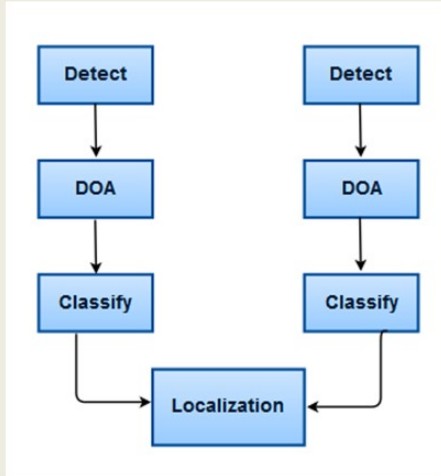 Detect
Detect
DOA
DOA
Classify
Classify
Localization